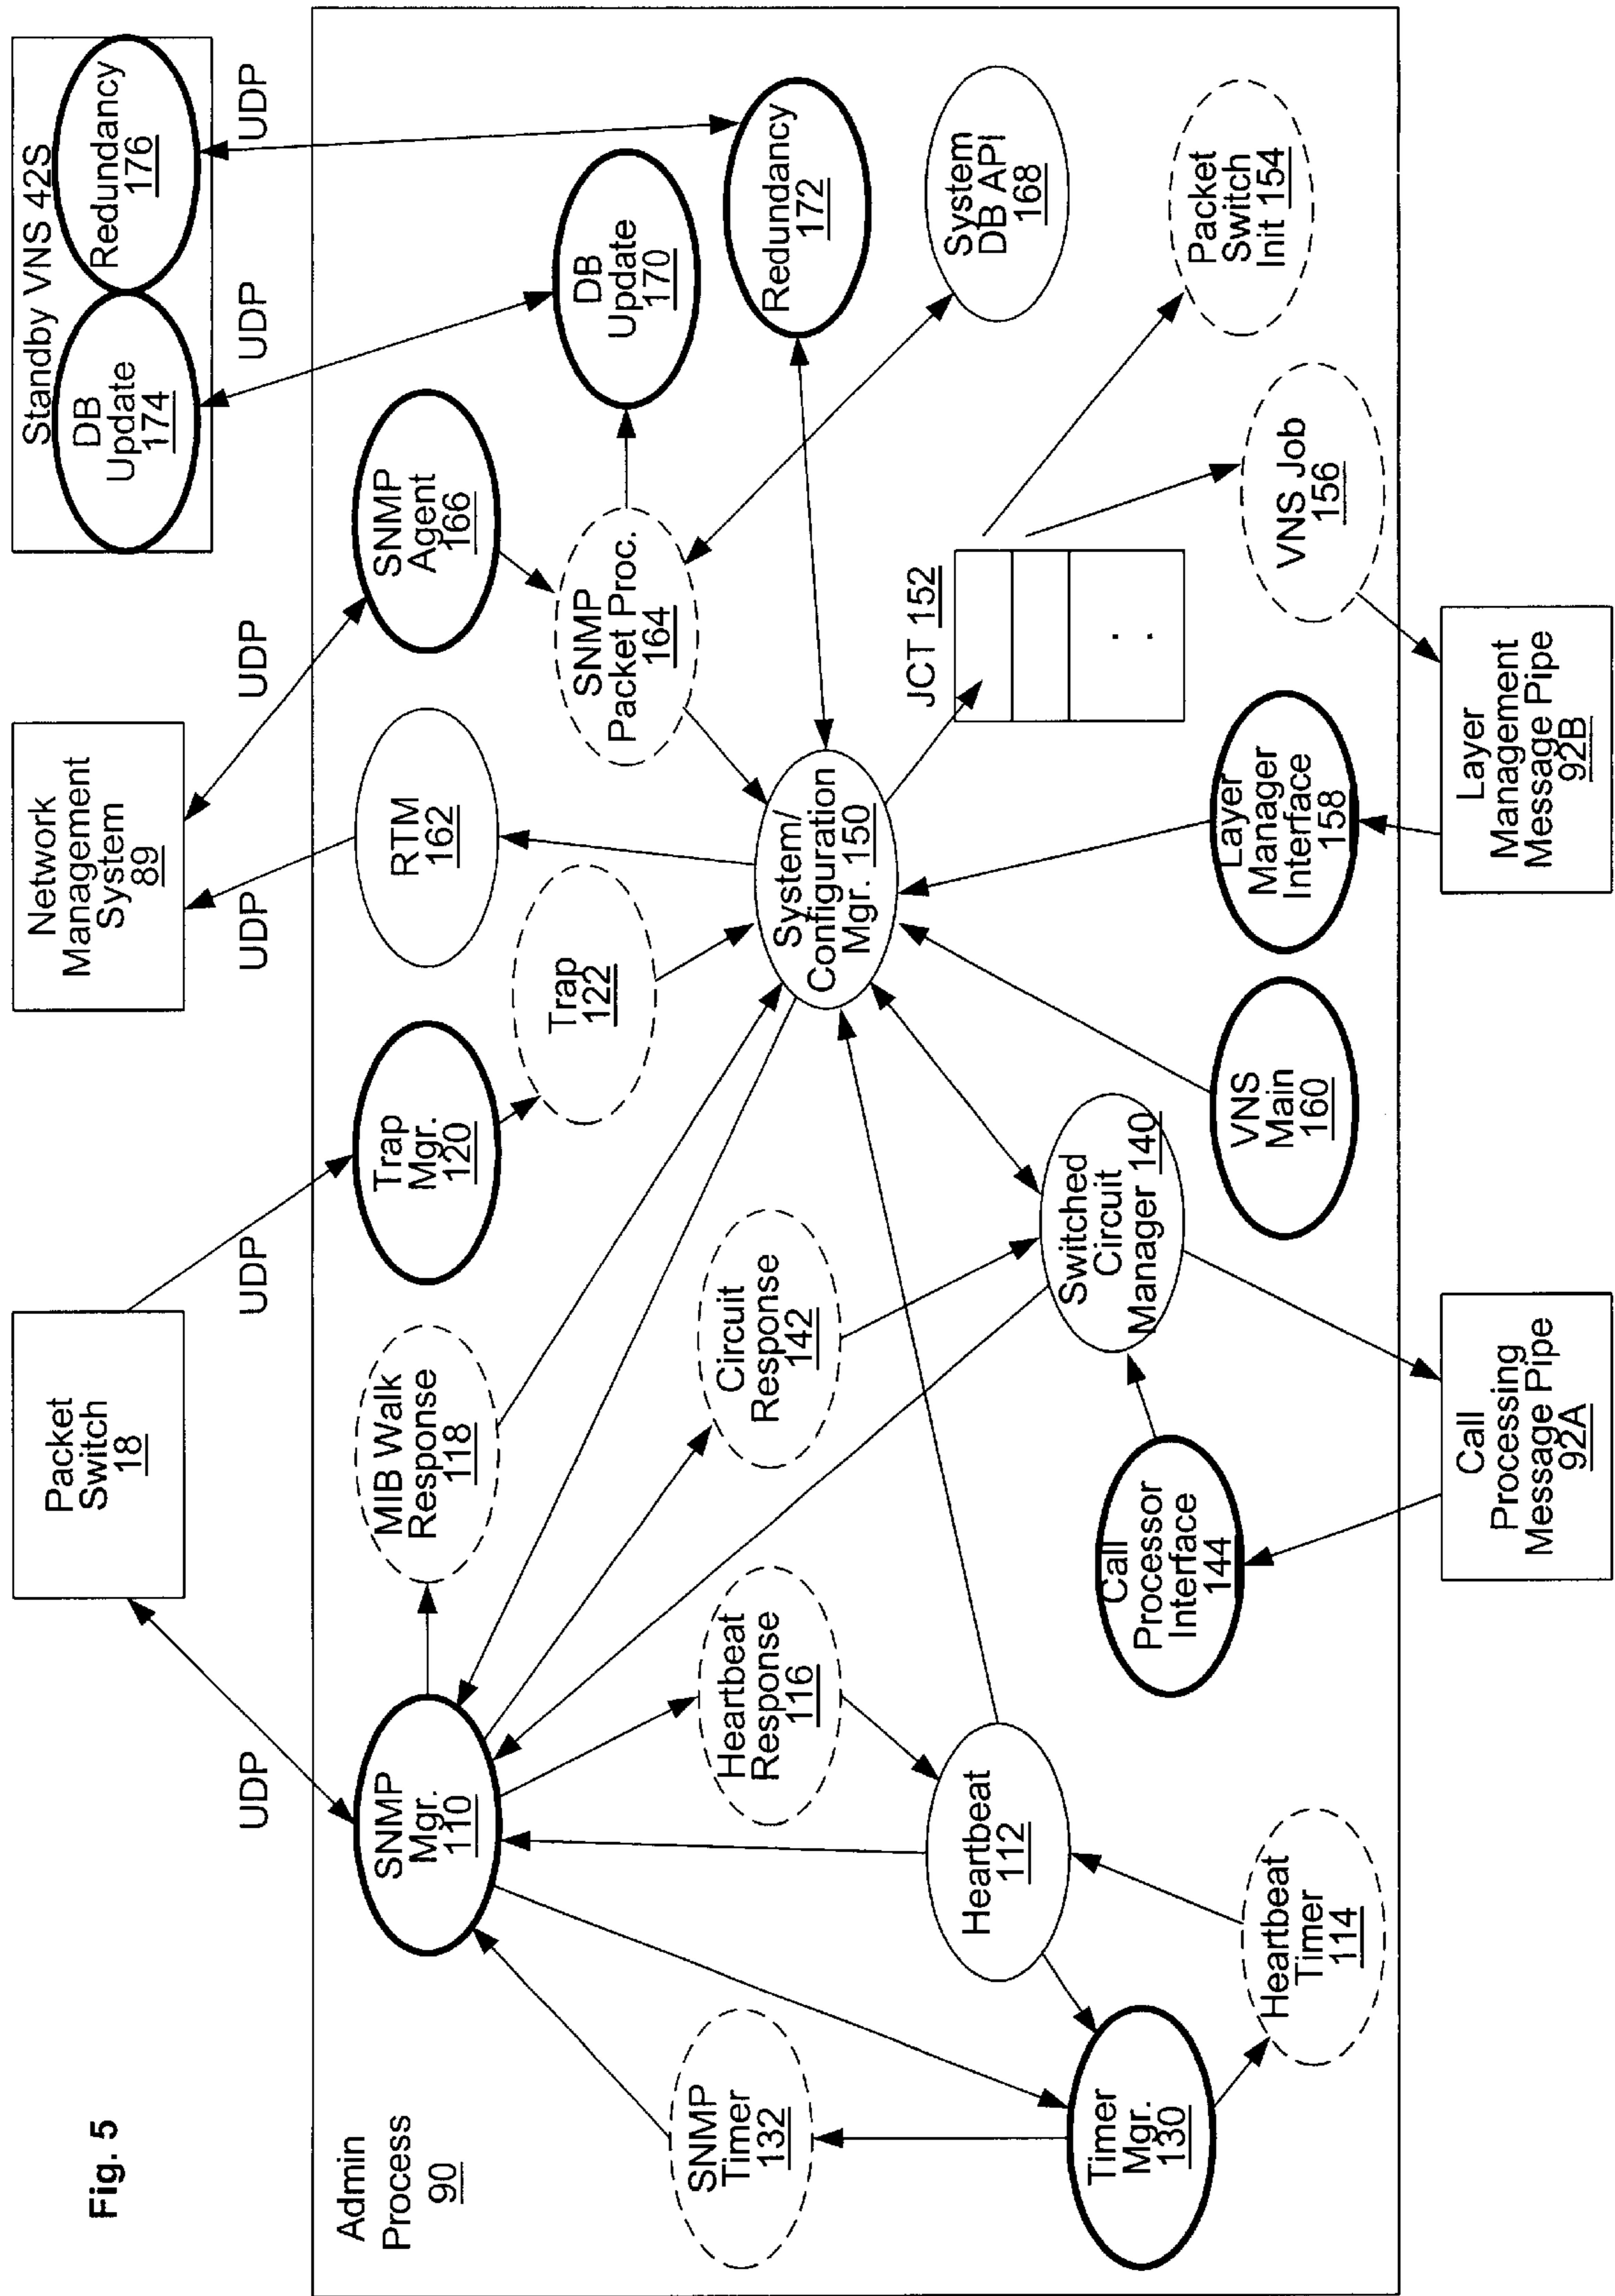 Fig. 5
Packet
Switch
18
Network
Management
System
89
Standby VNS 42S
DB
Update
174
Redundancy
176
UDP
UDP
UDP
UDP
UDP
UDP
Admin
Process
90
SNMP
Mgr.
110
MIB Walk
Response
118
Trap
Mgr.
120
RTM
162
SNMP
Agent
166
Trap
122
SNMP
Packet Proc.
164
DB
Update
170
SNMP
Timer
132
Heartbeat
Response
116
Circuit
Response
142
System/
Configuration
Mgr. 150
Redundancy
172
Heartbeat
112
JCT 152
System
DB API
168
Timer
Mgr.
130
Call
Processor
Interface
144
Switched
Circuit
Manager 140
Heartbeat
Timer
114
VNS
Main
160
Layer
Manager
Interface
158
VNS Job
156
Packet
Switch
Init 154
Call
Processing
Message Pipe
92A
Layer
Management
Message Pipe
92B